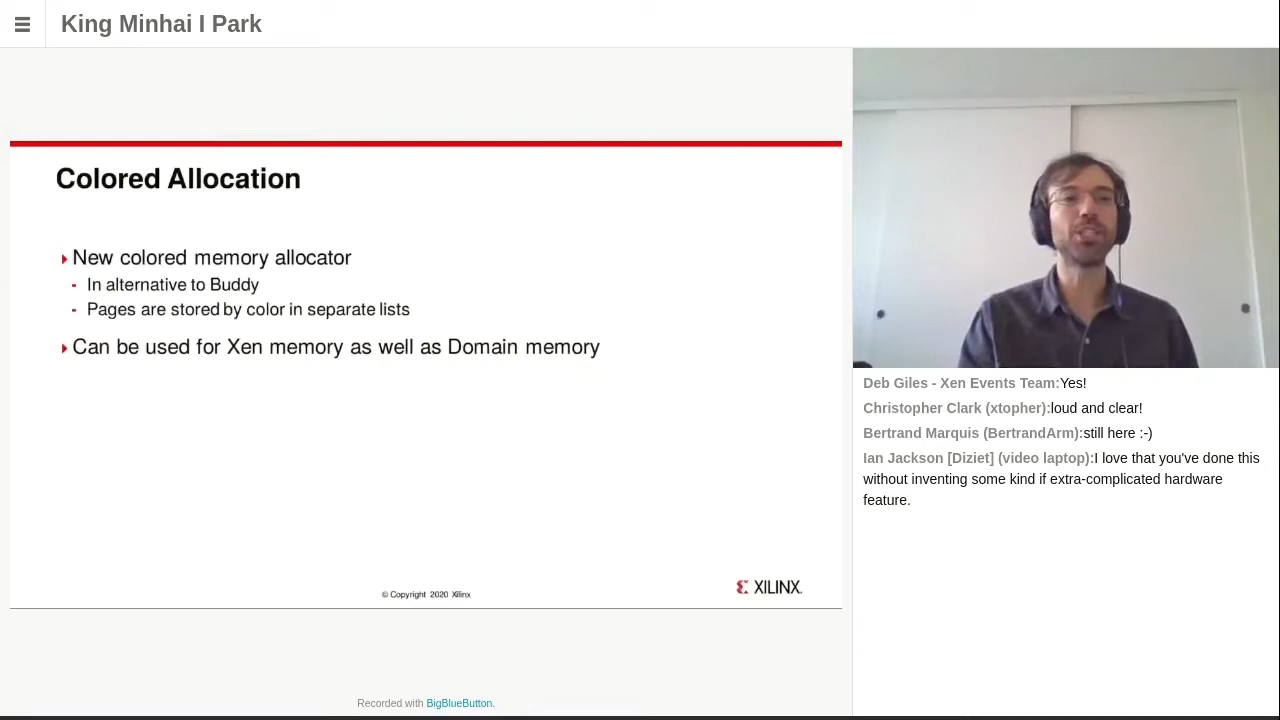 King Minhai I Park
Colored Allocation
New colored memory allocator
- In alternative to Buddy
- Pages are stored by color in separate lists
Can be used for Xen memory as well as Domain memory
© Copyright 2020 Xilinx
XILINX
Recorded with BigBlueButton.
Deb Giles - Xen Events Team:Yes!
Christopher Clark (xtopher):loud and clear!
Bertrand Marquis (BertrandArm):still here :-)
Ian Jackson [Diziet] (video laptop):I love that you've done this
without inventing some kind if extra-complicated hardware
feature.